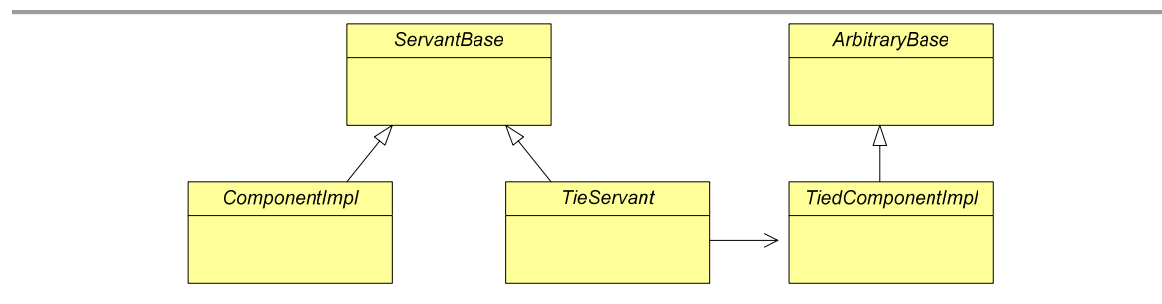 ServantBase
ArbitraryBase
ComponentImpl
TieServant
TiedComponentImpl